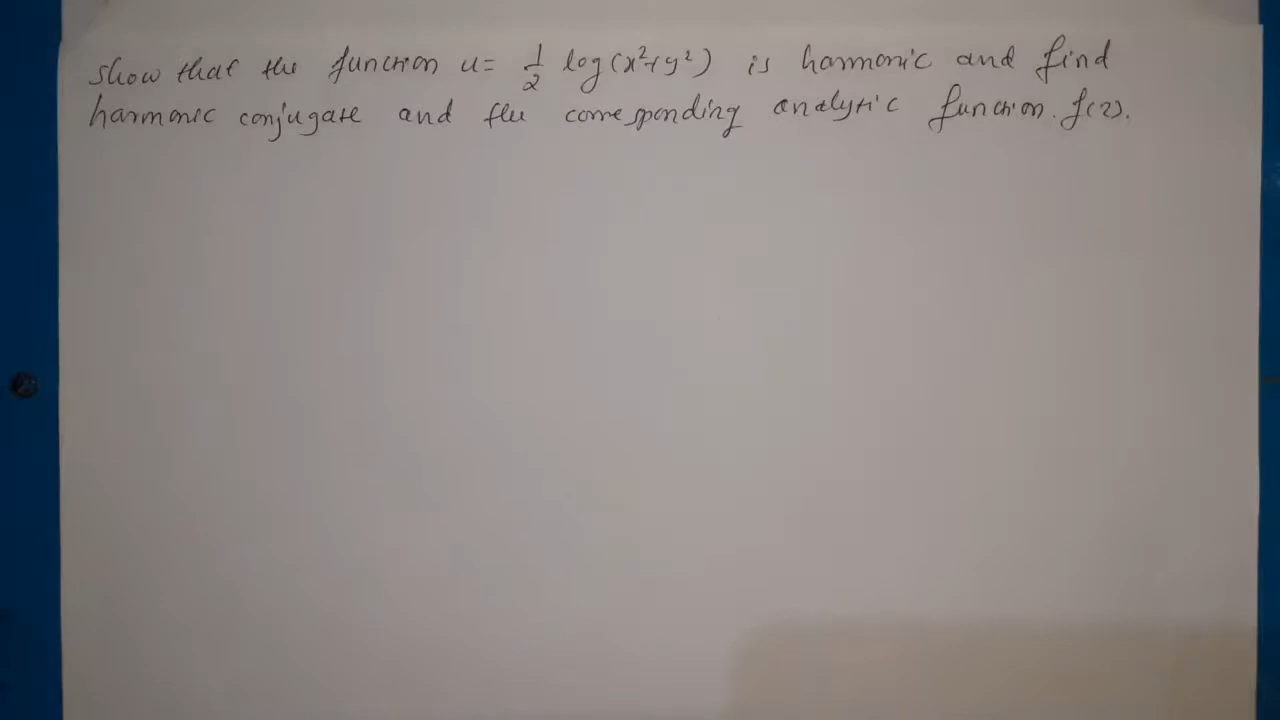 show that the function u = 1/2 log(x²+y²) is harmonic and find
harmonic conjugate and the corresponding analytic function. f(z).